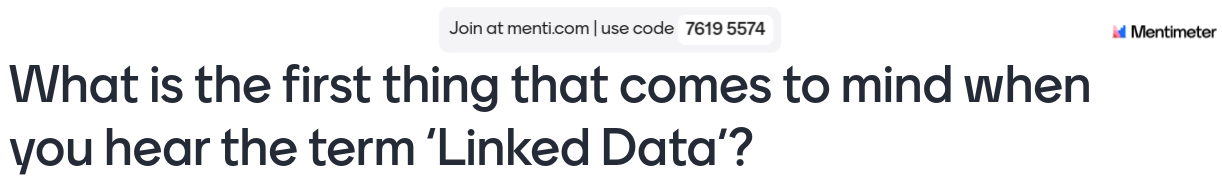 Join at menti.com | use code 7619 5574
Mentimeter
What is the first thing that comes to mind when
you hear the term ‘Linked Data’?